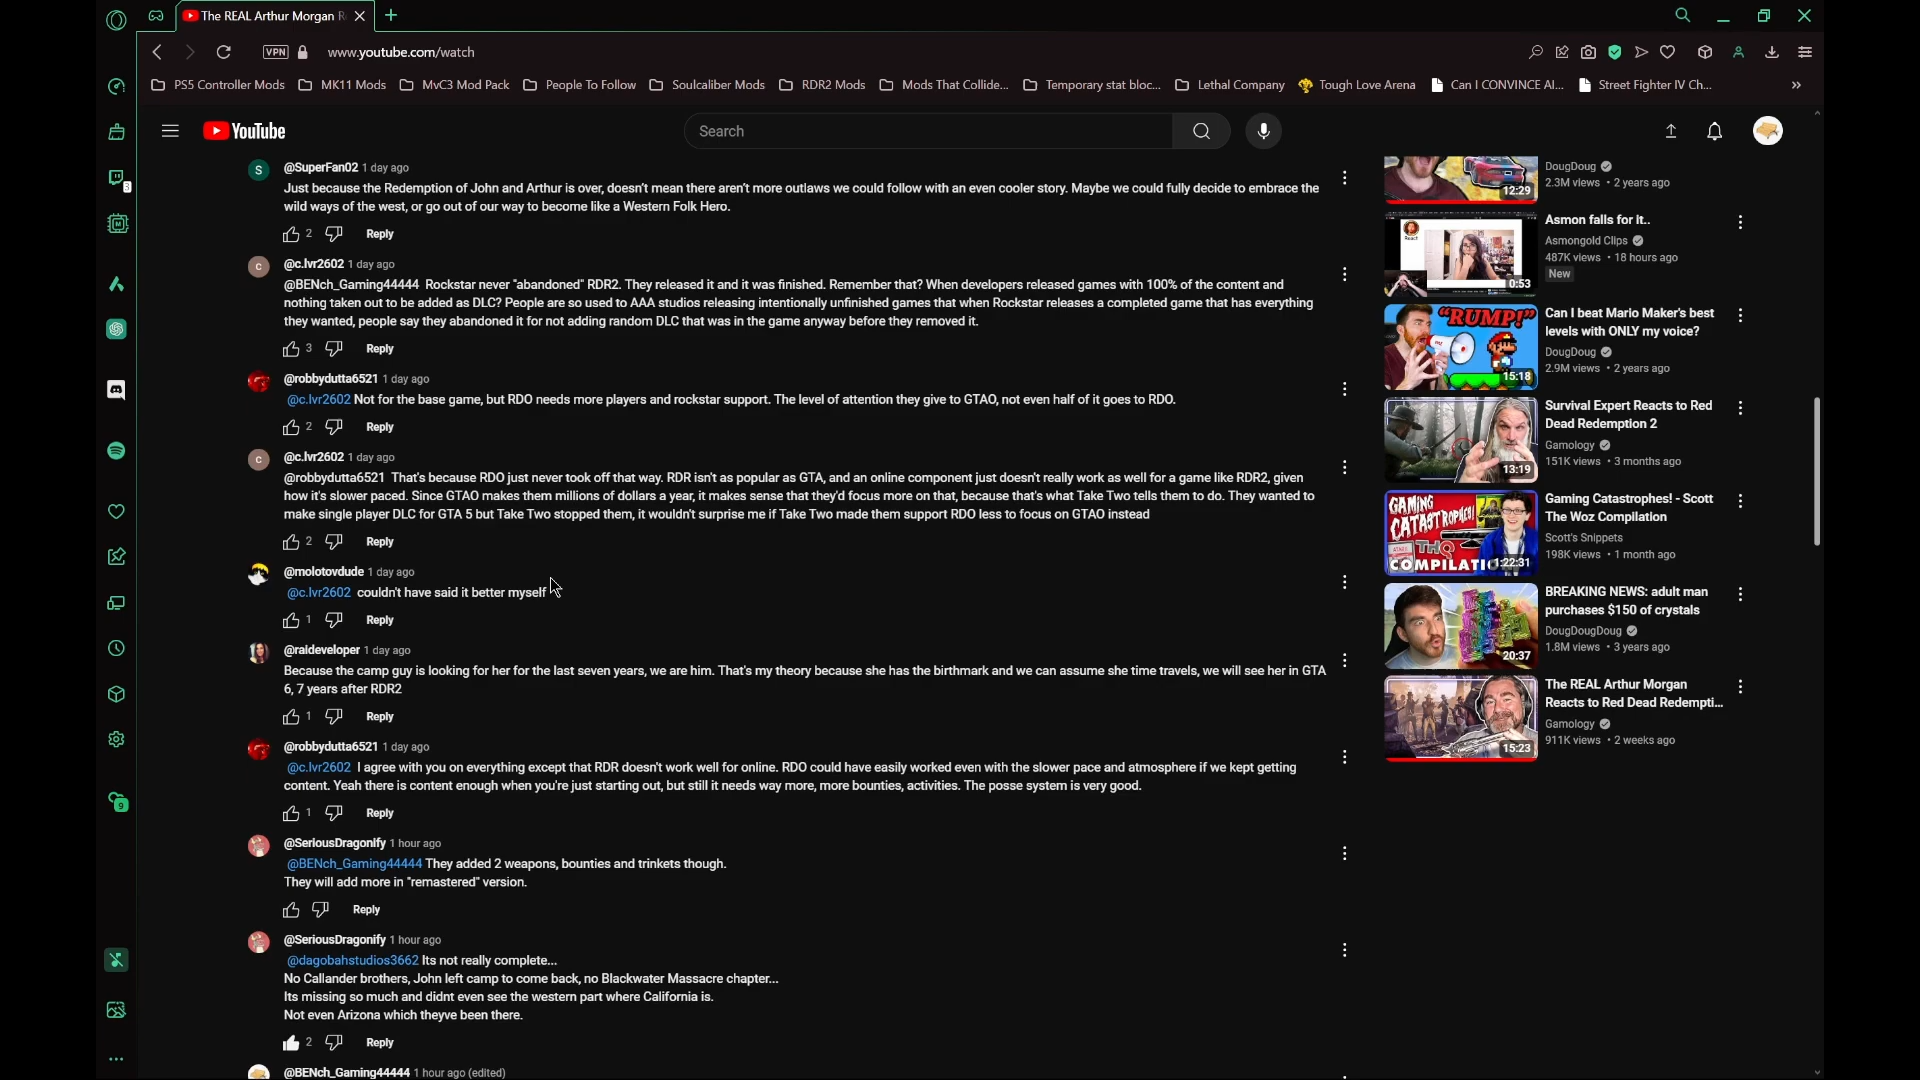 The REAL Arthur Morgan R
VPN
www.youtube.com/watch
PS5 Controller Mods
MK11 Mods
MvC3 Mod Pack
People To Follow
Soulcaliber Mods
RDR2 Mods
Mods That Collide...
Temporary stat bloc...
Lethal Company
Tough Love Arena
Can I CONVINCE AI...
Street Fighter IV Ch...
3
YouTube
Search
S
@SuperFan02 1 day ago
Just because the Redemption of John and Arthur is over, doesn't mean there aren't more outlaws we could follow with an even cooler story. Maybe we could fully decide to embrace the
wild ways of the west, or go out of our way to become like a Western Folk Hero.
2 Reply
C
@c.lvr2602 1 day ago
@BENch_Gaming44444 Rockstar never "abandoned" RDR2. They released it and it was finished. Remember that? When developers released games with 100% of the content and
nothing taken out to be added as DLC? People are so used to AAA studios releasing intentionally unfinished games that when Rockstar releases a completed game that has everything
they wanted, people say they abandoned it for not adding random DLC that was in the game anyway before they removed it.
3 Reply
@robbydutta6521 1 day ago
@c.lvr2602 Not for the base game, but RDO needs more players and rockstar support. The level of attention they give to GTAO, not even half of it goes to RDO.
2 Reply
C
@c.lvr2602 1 day ago
@robbydutta6521 That's because RDO just never took off that way. RDR isn't as popular as GTA, and an online component just doesn't really work as well for a game like RDR2, given
how it's slower paced. Since GTAO makes them millions of dollars a year, it makes sense that they'd focus more on that, because that's what Take Two tells them to do. They wanted to
make single player DLC for GTA 5 but Take Two stopped them, it wouldn't surprise me if Take Two made them support RDO less to focus on GTAO instead
2 Reply
@molotovdude 1 day ago
@c.lvr2602 couldn't have said it better myself
1 Reply
@raideveloper 1 day ago
Because the camp guy is looking for her for the last seven years, we are him. That's my theory because she has the birthmark and we can assume she time travels, we will see her in GTA
6, 7 years after RDR2
1 Reply
@robbydutta6521 1 day ago
@c.lvr2602 I agree with you on everything except that RDR doesn't work well for online. RDO could have easily worked even with the slower pace and atmosphere if we kept getting
content. Yeah there is content enough when you're just starting out, but still it needs way more, more bounties, activities. The posse system is very good.
1 Reply
9
@SeriousDragonify 1 hour ago
@BENch_Gaming44444 They added 2 weapons, bounties and trinkets though.
They will add more in "remastered" version.
Reply
@SeriousDragonify 1 hour ago
@dagobahstudios3662 Its not really complete...
No Callander brothers, John left camp to come back, no Blackwater Massacre chapter...
Its missing so much and didnt even see the western part where California is.
Not even Arizona which theyve been there.
2 Reply
@BENch_Gaming44444 1 hour ago (edited)
12:29
DougDoug
2.3M views • 2 years ago
0:53
Asmon falls for it..
Asmongold Clips
487K views • 18 hours ago
New
"RUMP!"
15:18
Can I beat Mario Maker's best
levels with ONLY my voice?
DougDoug
2.9M views • 2 years ago
13:19
Survival Expert Reacts to Red
Dead Redemption 2
Gamology
151K views • 3 months ago
GAMING
CATASTROPHES!
THQ
COMPILATI
1:22:31
Gaming Catastrophes! - Scott
The Woz Compilation
Scott's Snippets
198K views • 1 month ago
20:37
BREAKING NEWS: adult man
purchases $150 of crystals
DougDougDoug
1.8M views • 3 years ago
15:23
The REAL Arthur Morgan
Reacts to Red Dead Redempti...
Gamology
911K views • 2 weeks ago